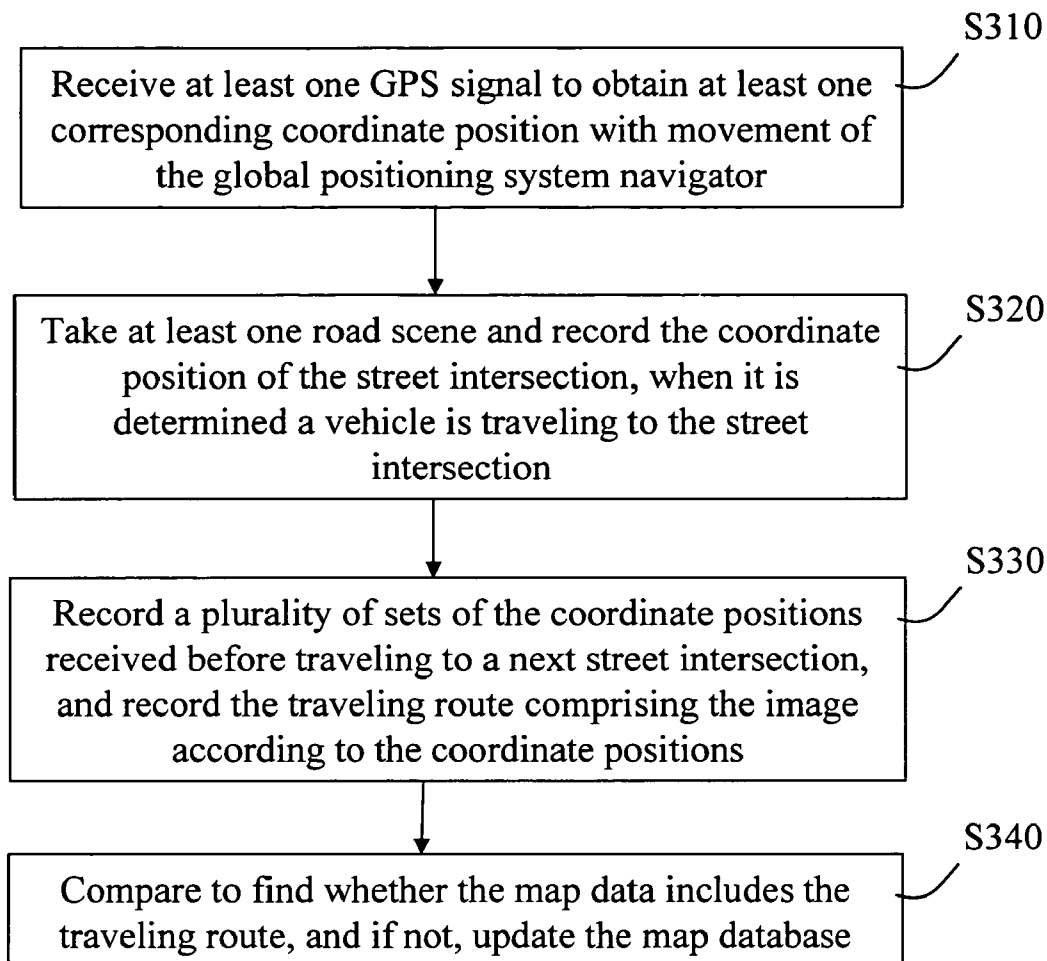 S310
Receive at least one GPS signal to obtain at least one
corresponding coordinate position with movement of
the global positioning system navigator
S320
Take at least one road scene and record the coordinate
position of the street intersection, when it is
determined a vehicle is traveling to the street
intersection
S330
Record a plurality of sets of the coordinate positions
received before traveling to a next street intersection,
and record the traveling route comprising the image
according to the coordinate positions
S340
Compare to find whether the map data includes the
traveling route, and if not, update the map database